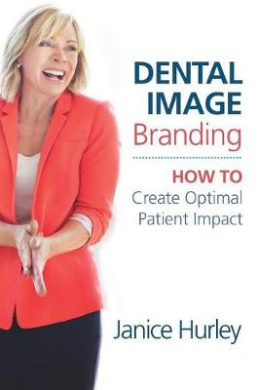 DENTAL
IMAGE
Branding
HOW TO
Create Optimal
Patient Impact
Janice Hurley